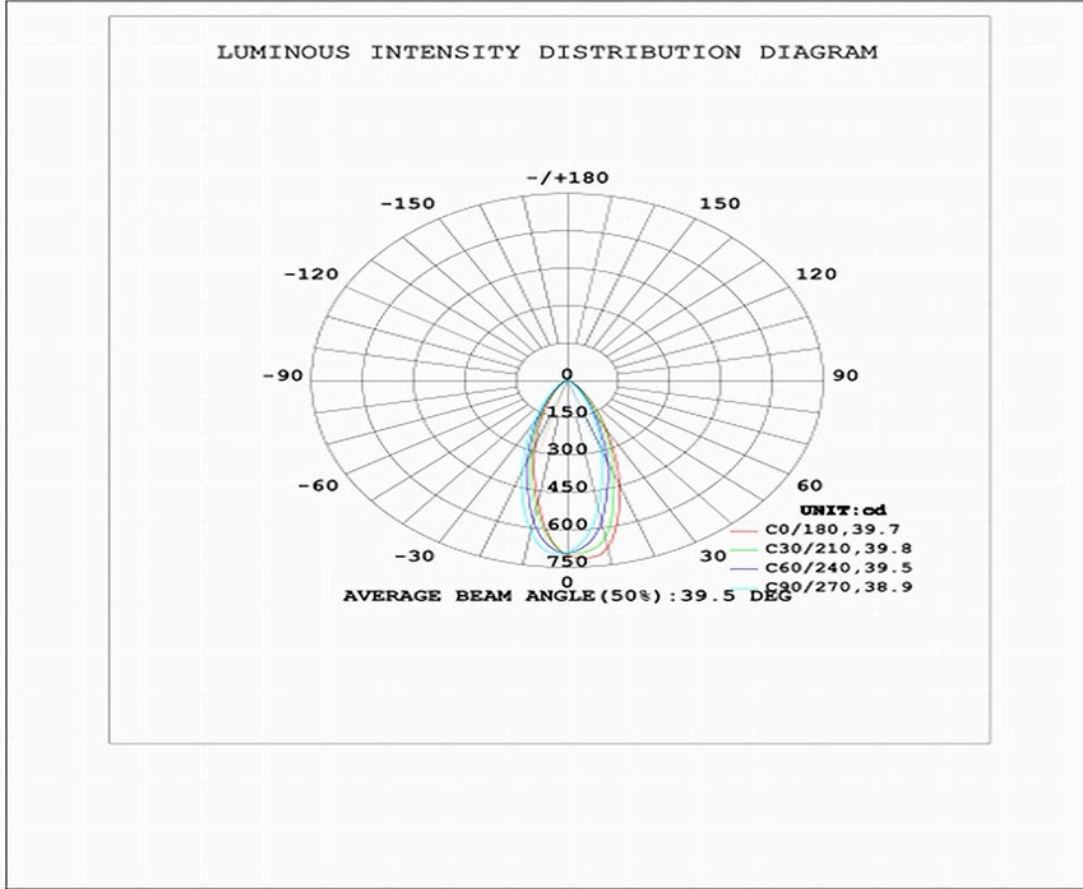 LUMINOUS INTENSITY DISTRIBUTION DIAGRAM
-/+180
-150 150
-120 120
-90 0 90
150
300
450
-60 60
600
UNIT:cd
C0/180,39.7
-30 750 30
C30/210,39.8
C60/240,39.5
0
C90/270,38.9
AVERAGE BEAM ANGLE(50%):39.5 DEG